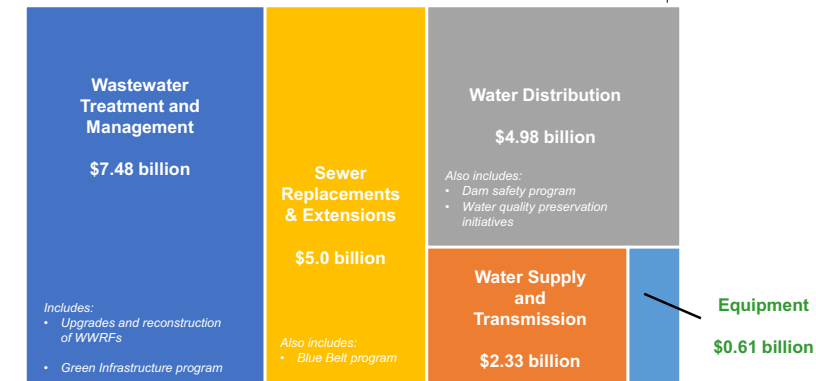 Wastewater
Treatment and
Management
$7.48 billion
Includes:
• Upgrades and reconstruction
of WWRFs
• Green Infrastructure program
Sewer
Replacements
& Extensions
$5.0 billion
Also includes:
• Blue Belt program
Water Distribution
$4.98 billion
Also includes:
• Dam safety program
• Water quality preservation
initiatives
Water Supply
and
Transmission
$2.33 billion
Equipment
$0.61 billion